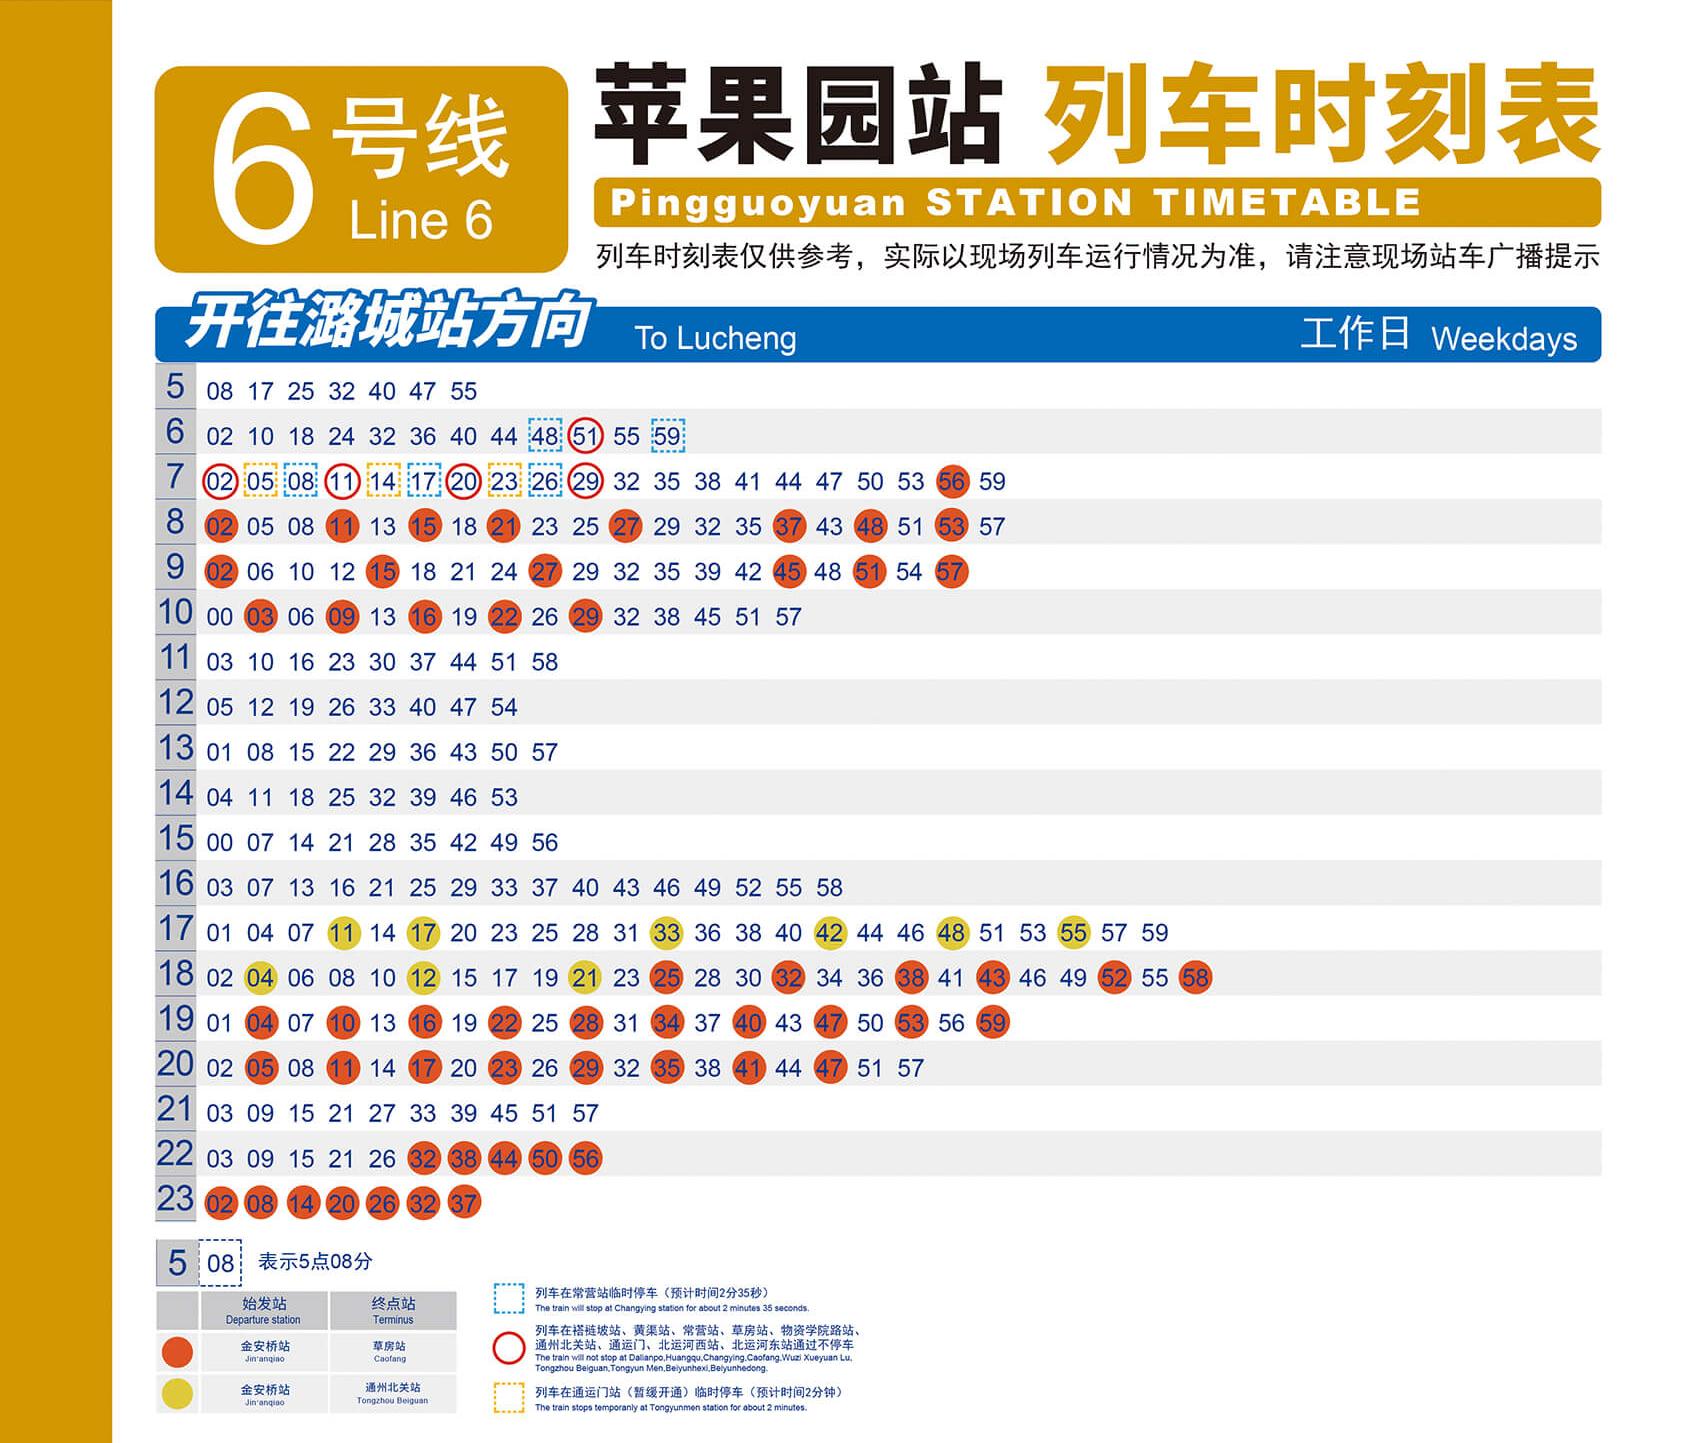 6号线
Line 6
苹果园站 列车时刻表
Pingguoyuan STATION TIMETABLE
列车时刻表仅供参考，实际以现场列车运行情况为准，请注意现场站车广播提示
开往潞城站方向 To Lucheng 工作日 Weekdays
5 08 17 25 32 40 47 55
6 02 10 18 24 32 36 40 44 48 51 55 59
7 02 05 08 11 14 17 20 23 26 29 32 35 38 41 44 47 50 53 56 59
8 02 05 08 11 13 15 18 21 23 25 27 29 32 35 37 43 48 51 53 57
9 02 06 10 12 15 18 21 24 27 29 32 35 39 42 45 48 51 54 57
10 00 03 06 09 13 16 19 22 26 29 32 38 45 51 57
11 03 10 16 23 30 37 44 51 58
12 05 12 19 26 33 40 47 54
13 01 08 15 22 29 36 43 50 57
14 04 11 18 25 32 39 46 53
15 00 07 14 21 28 35 42 49 56
16 03 07 13 16 21 25 29 33 37 40 43 46 49 52 55 58
17 01 04 07 11 14 17 20 23 25 28 31 33 36 38 40 42 44 46 48 51 53 55 57 59
18 02 04 06 08 10 12 15 17 19 21 23 25 28 30 32 34 36 38 41 43 46 49 52 55 58
19 01 04 07 10 13 16 19 22 25 28 31 34 37 40 43 47 50 53 56 59
20 02 05 08 11 14 17 20 23 26 29 32 35 38 41 44 47 51 57
21 03 09 15 21 27 33 39 45 51 57
22 03 09 15 21 26 32 38 44 50 56
23 02 08 14 20 26 32 37
5 08 表示5点08分
始发站 终点站
Departure station Terminus
金安桥站 草房站
Jin'anqiao Caofang
金安桥站 通州北关站
Jin'anqiao Tongzhou Beiguan
列车在常营站临时停车（预计时间2分35秒）
The train will stop at Changying station for about 2 minutes 35 seconds.
列车在褡裢坡站、黄渠站、常营站、草房站、物资学院路站、
通州北关站、通运门、北运河西站、北运河东站通过不停车
The train will not stop at Dalianpo,Huangqu,Changying,Caofang,Wuzi Xueyuan Lu,
Tongzhou Beiguan,Tongyun Men,Beiyunhexi,Beiyunhedong.
列车在通运门站（暂缓开通）临时停车（预计时间2分钟）
The train stops temporanly at Tongyunmen station for about 2 minutes.